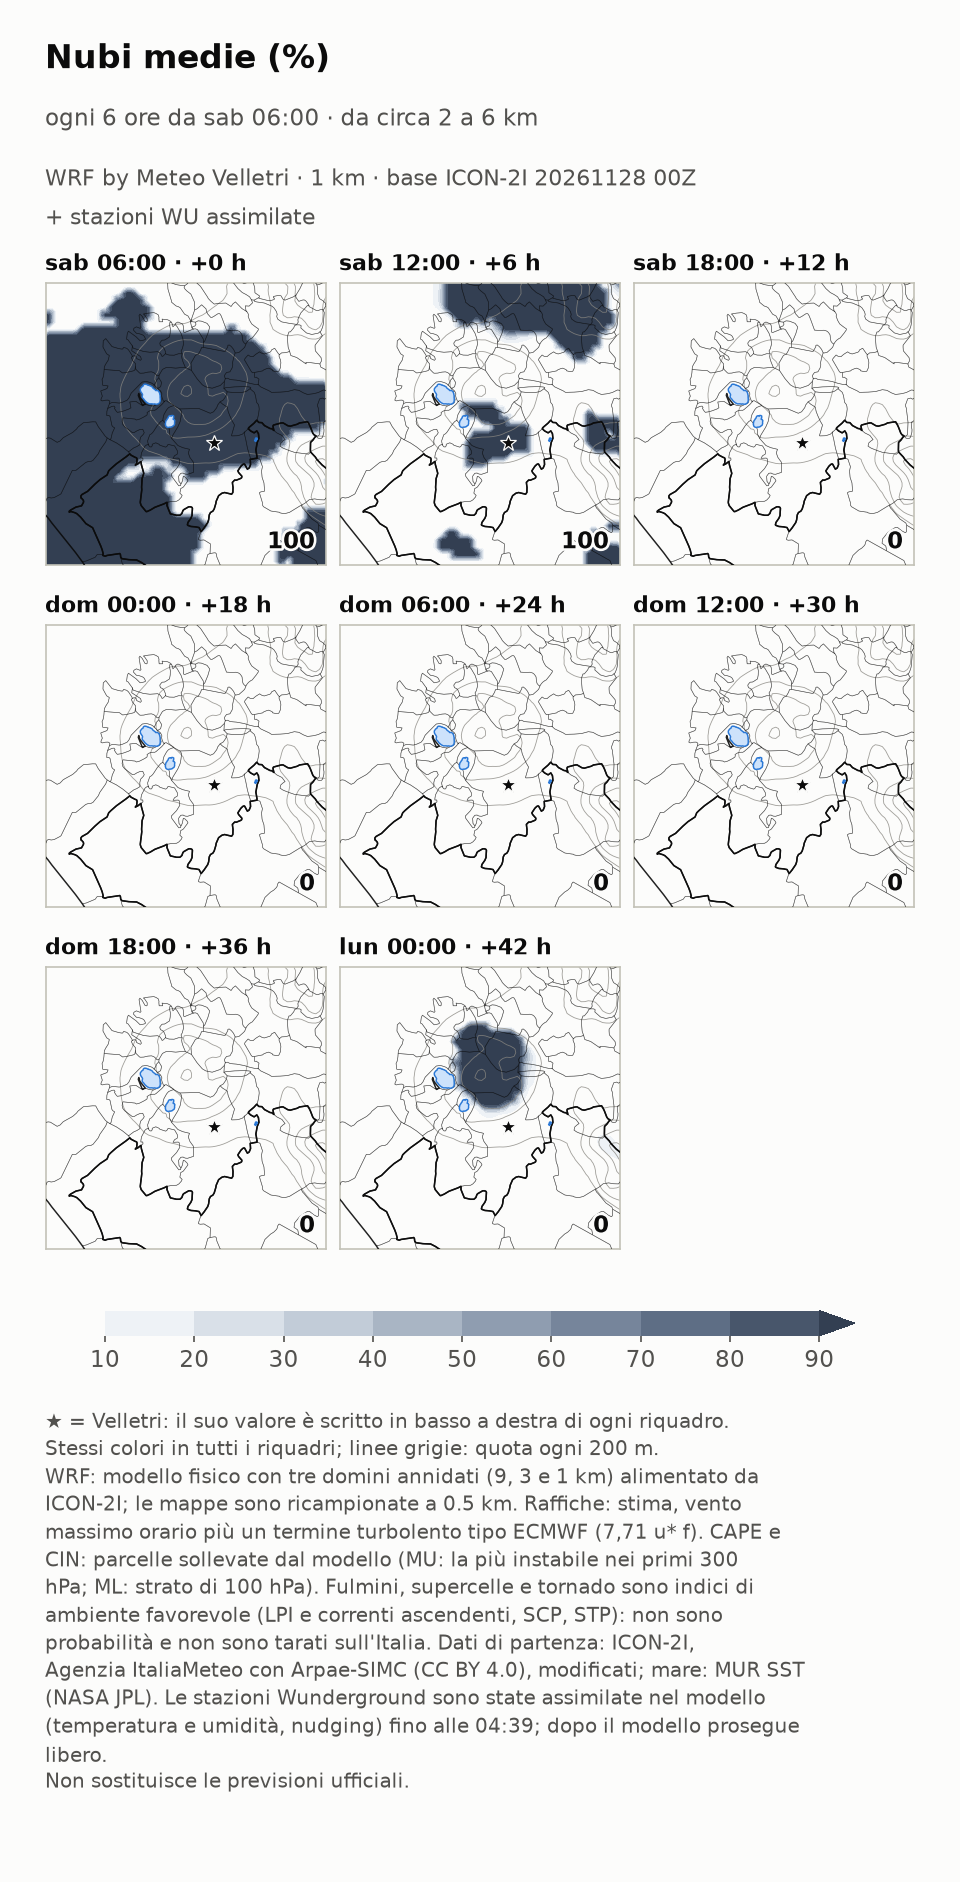 Nubi medie (%)
ogni 6 ore da sab 06:00 · da circa 2 a 6 km
WRF by Meteo Velletri · 1 km · base ICON-2I 20261128 00Z
+ stazioni WU assimilate
sab 06:00 · +0 h
sab 12:00 · +6 h
sab 18:00 · +12 h
100
100
0
dom 00:00 · +18 h
dom 06:00 · +24 h
dom 12:00 · +30 h
0
0
0
dom 18:00 · +36 h
lun 00:00 · +42 h
0
0
10 20 30 40 50 60 70 80 90
★ = Velletri: il suo valore è scritto in basso a destra di ogni riquadro.
Stessi colori in tutti i riquadri; linee grigie: quota ogni 200 m.
WRF: modello fisico con tre domini annidati (9, 3 e 1 km) alimentato da
ICON-2I; le mappe sono ricampionate a 0.5 km. Raffiche: stima, vento
massimo orario più un termine turbolento tipo ECMWF (7,71 u* f). CAPE e
CIN: parcelle sollevate dal modello (MU: la più instabile nei primi 300
hPa; ML: strato di 100 hPa). Fulmini, supercelle e tornado sono indici di
ambiente favorevole (LPI e correnti ascendenti, SCP, STP): non sono
probabilità e non sono tarati sull'Italia. Dati di partenza: ICON-2I,
Agenzia ItaliaMeteo con Arpae-SIMC (CC BY 4.0), modificati; mare: MUR SST
(NASA JPL). Le stazioni Wunderground sono state assimilate nel modello
(temperatura e umidità, nudging) fino alle 04:39; dopo il modello prosegue
libero.
Non sostituisce le previsioni ufficiali.